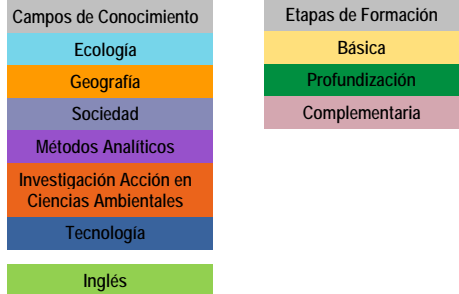 Campos de Conocimiento
Ecología
Geografía
Sociedad
Métodos Analíticos
Investigación Acción en
Ciencias Ambientales
Tecnología
Inglés
Etapas de Formación
Básica
Profundización
Complementaria